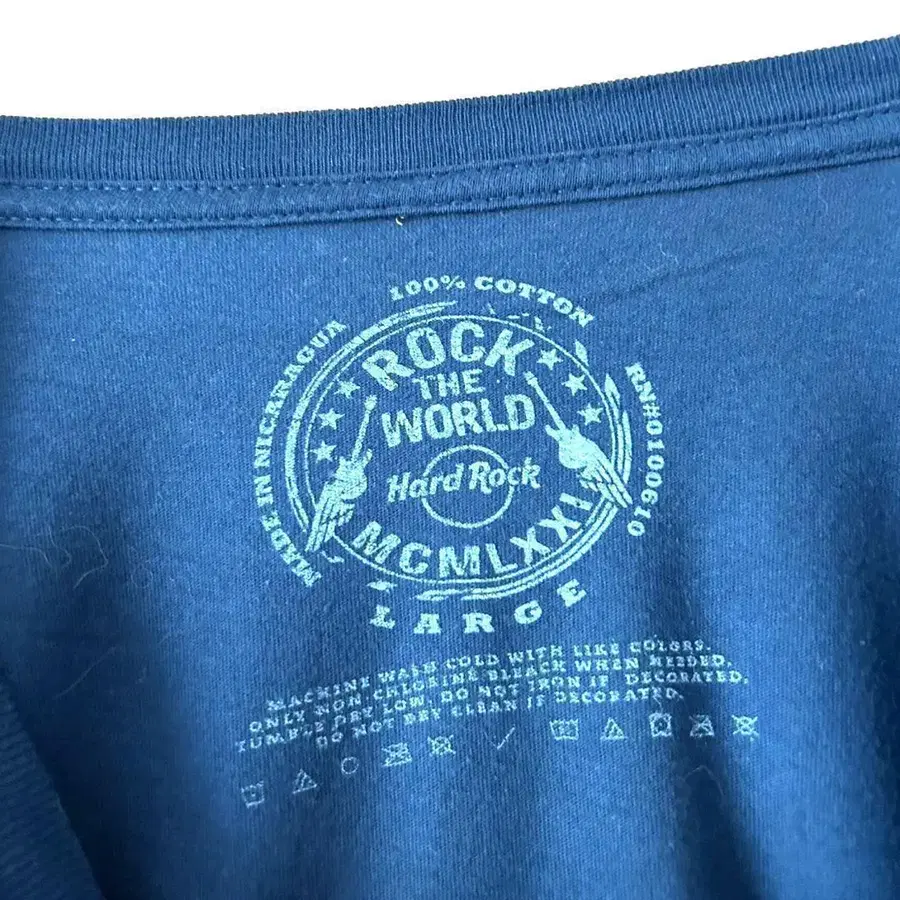 100% COTTON
MADE IN NICARAGUA
RN#0100610
ROCK
THE
WORLD
Hard Rock
MCMLXXI
LARGE
MACHINE WASH COLD WITH LIKE COLORS.
ONLY NON-CHLORINE BLEACH WHEN NEEDED.
TUMBLE DRY LOW. DO NOT IRON IF DECORATED.
DO NOT DRY CLEAN IF DECORATED.